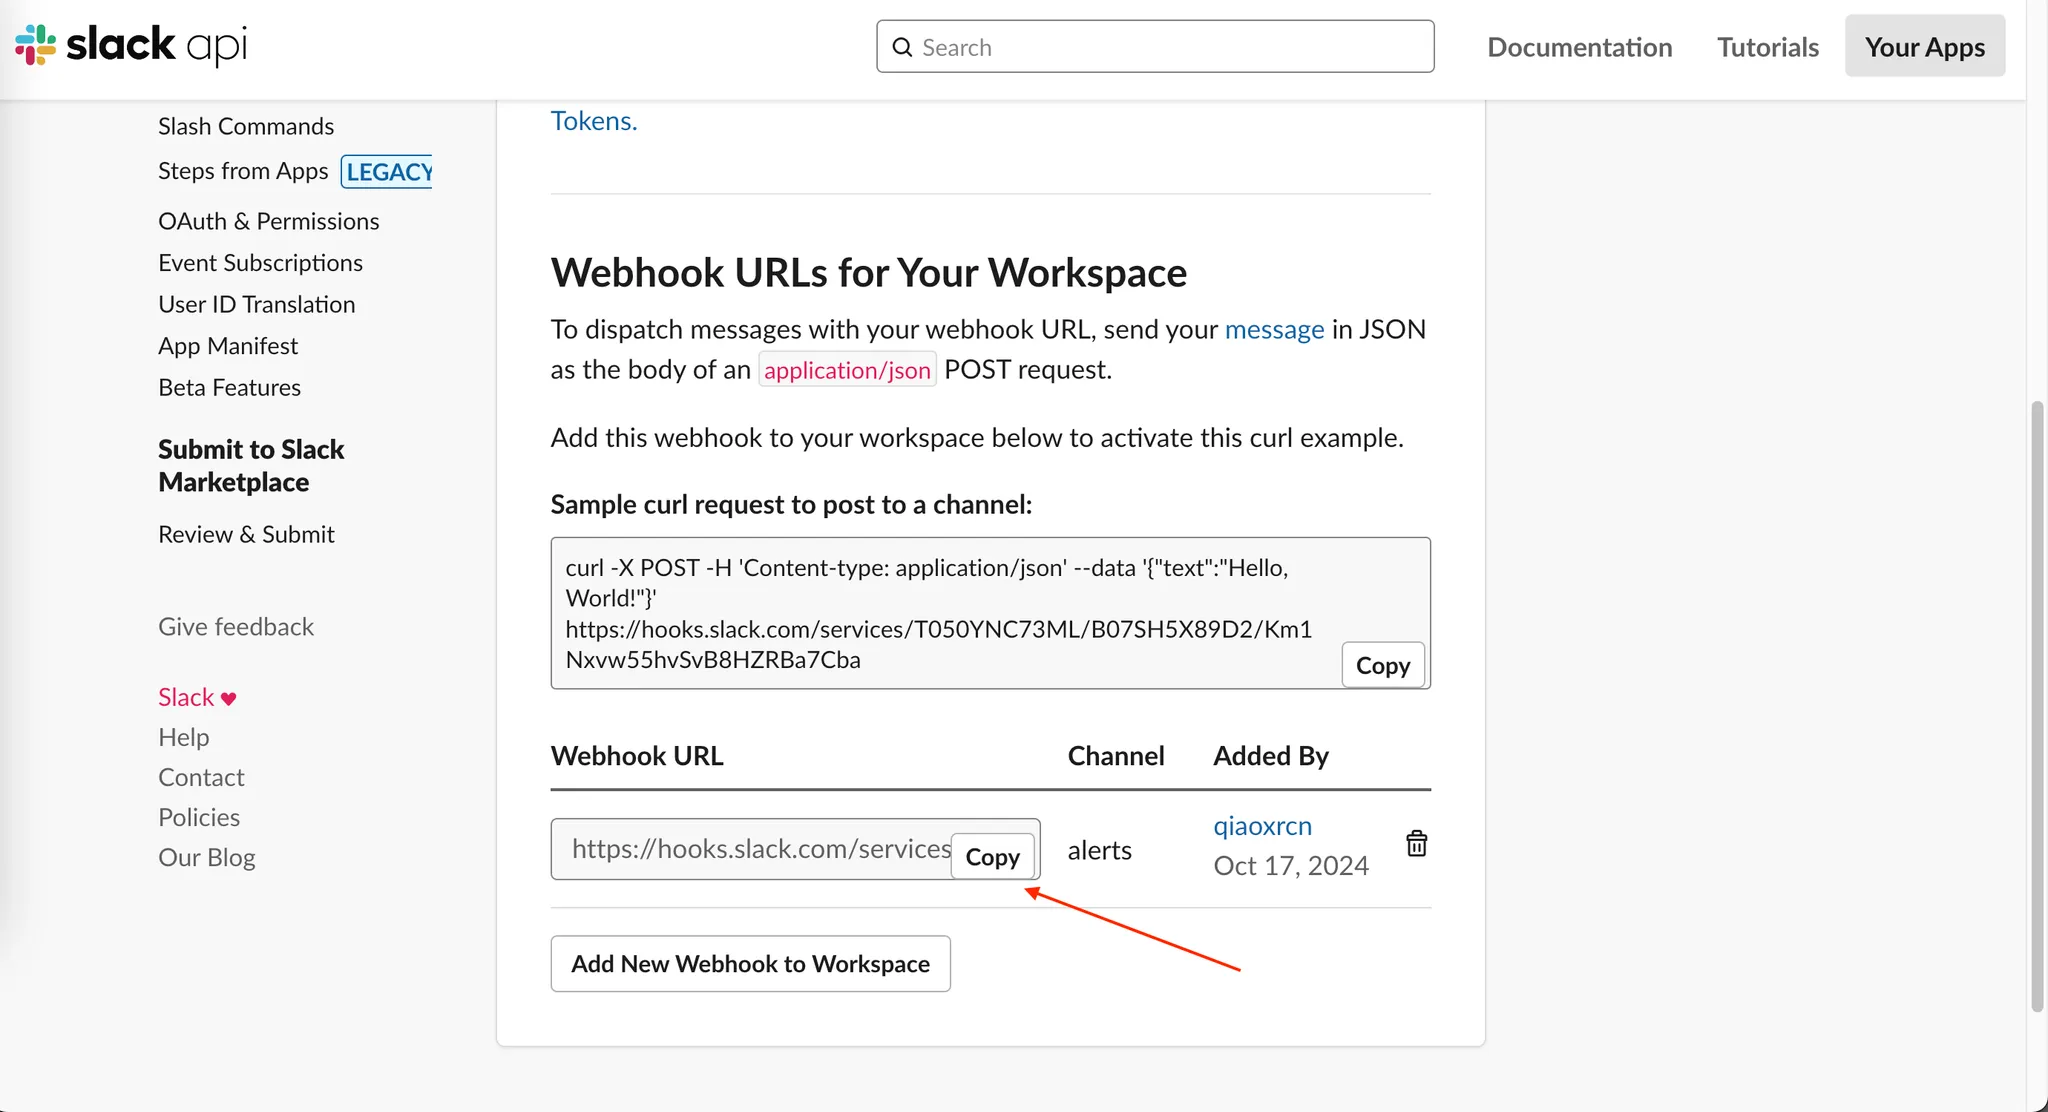 slack api
Search
Documentation
Tutorials
Your Apps
Slash Commands
Steps from Apps LEGACY
OAuth & Permissions
Event Subscriptions
User ID Translation
App Manifest
Beta Features
Submit to Slack
Marketplace
Review & Submit
Give feedback
Slack ♥
Help
Contact
Policies
Our Blog
Tokens.
Webhook URLs for Your Workspace
To dispatch messages with your webhook URL, send your message in JSON
as the body of an application/json POST request.
Add this webhook to your workspace below to activate this curl example.
Sample curl request to post to a channel:
curl -X POST -H 'Content-type: application/json' --data '{"text":"Hello,
World!"}'
https://hooks.slack.com/services/T050YNC73ML/B07SH5X89D2/Km1
Nxvw55hvSvB8HZRBa7Cba
Copy
Webhook URL Channel Added By
https://hooks.slack.com/services Copy alerts qiaoxrcn
Oct 17, 2024
Add New Webhook to Workspace